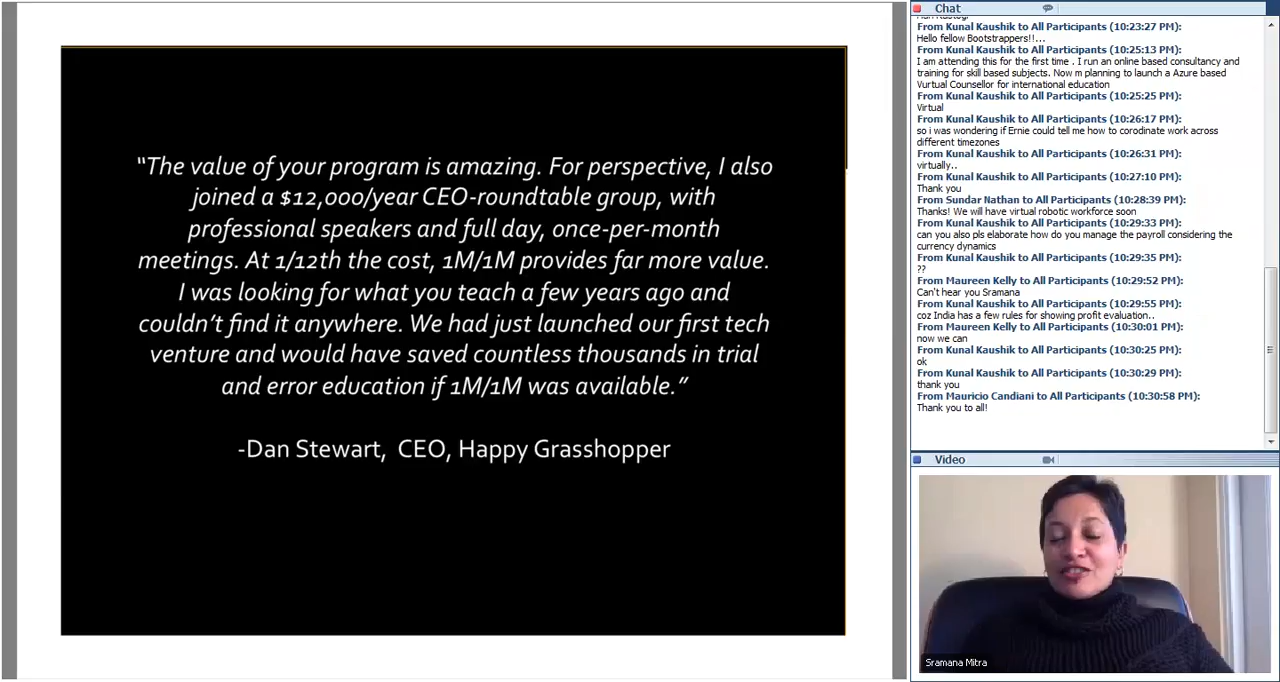 “The value of your program is amazing. For perspective, I also
joined a $12,000/year CEO-roundtable group, with
professional speakers and full day, once-per-month
meetings. At 1/12th the cost, 1M/1M provides far more value.
I was looking for what you teach a few years ago and
couldn’t find it anywhere. We had just launched our first tech
venture and would have saved countless thousands in trial
and error education if 1M/1M was available.”
-Dan Stewart, CEO, Happy Grasshopper
Chat
From Kunal Kaushik to All Participants (10:23:27 PM):
Hello fellow Bootstrappers!!...
From Kunal Kaushik to All Participants (10:25:13 PM):
I am attending this for the first time . I run an online based consultancy and
training for skill based subjects. Now m planning to launch a Azure based
Vurtual Counsellor for international education
From Kunal Kaushik to All Participants (10:25:25 PM):
Virtual
From Kunal Kaushik to All Participants (10:26:17 PM):
so i was wondering if Ernie could tell me how to corodinate work across
different timezones
From Kunal Kaushik to All Participants (10:26:31 PM):
virtually..
From Kunal Kaushik to All Participants (10:27:10 PM):
Thank you
From Sundar Nathan to All Participants (10:28:39 PM):
Thanks! We will have virtual robotic workforce soon
From Kunal Kaushik to All Participants (10:29:33 PM):
can you also pls elaborate how do you manage the payroll considering the
currency dynamics
From Kunal Kaushik to All Participants (10:29:35 PM):
??
From Maureen Kelly to All Participants (10:29:52 PM):
Can't hear you Sramana
From Kunal Kaushik to All Participants (10:29:55 PM):
coz India has a few rules for showing profit evaluation..
From Maureen Kelly to All Participants (10:30:01 PM):
now we can
From Kunal Kaushik to All Participants (10:30:25 PM):
ok
From Kunal Kaushik to All Participants (10:30:29 PM):
thank you
From Mauricio Candiani to All Participants (10:30:58 PM):
Thank you to all!
Video
Sramana Mitra